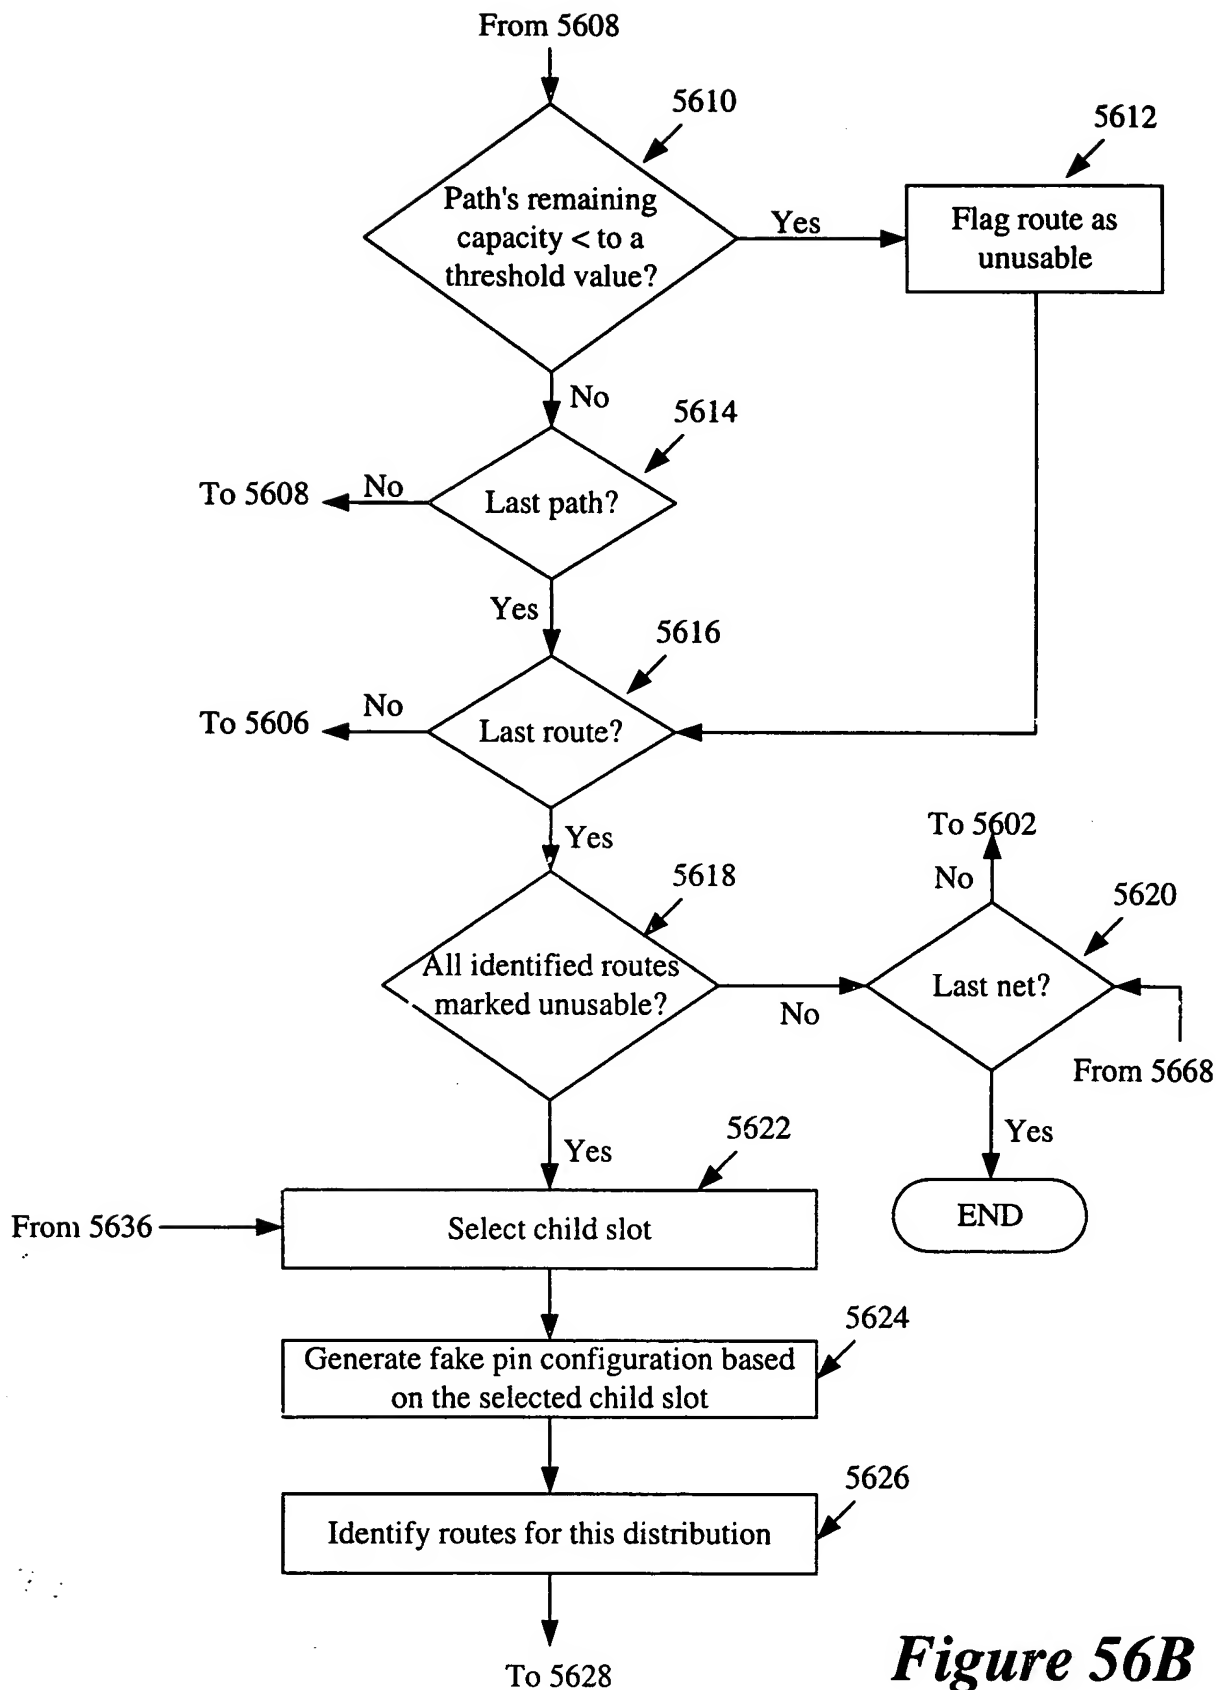 From 5608
5610
5612
Path's remaining
capacity < to a
threshold value?
Yes
Flag route as
unusable
No
5614
To 5608
No
Last path?
Yes
5616
To 5606
No
Last route?
Yes
To 5602
No
5618
5620
All identified routes
marked unusable?
No
Last net?
From 5668
Yes
Yes
5622
From 5636
Select child slot
END
5624
Generate fake pin configuration based
on the selected child slot
5626
Identify routes for this distribution
To 5628
Figure 56B